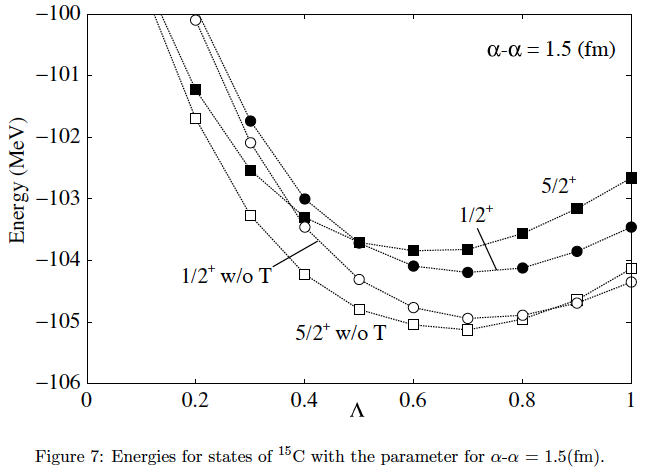 −100
α-α = 1.5 (fm)
−101
−102
5/2⁺
−103
1/2⁺
Energy (MeV)
−104
1/2⁺ w/o T
−105
5/2⁺ w/o T
−106
0 0.2 0.4 0.6 0.8 1
Λ
Figure 7: Energies for states of ¹⁵C with the parameter for α-α = 1.5(fm).